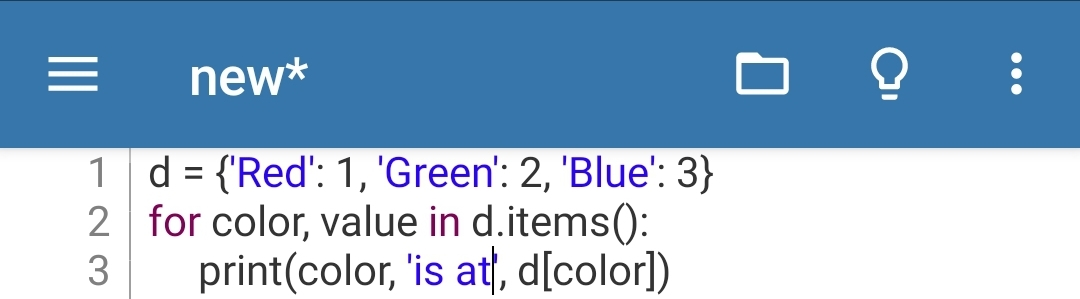 new*
1 d = {'Red': 1, 'Green': 2, 'Blue': 3}
2 for color, value in d.items():
3 print(color, 'is at', d[color])